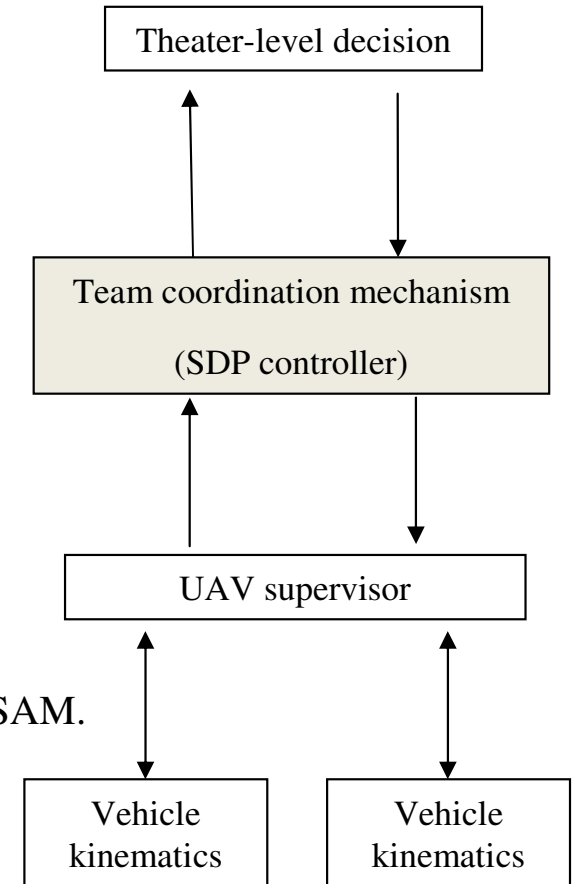 Theater-level decision
Team coordination mechanism
(SDP controller)
UAV supervisor
SAM.
Vehicle
kinematics
Vehicle
kinematics